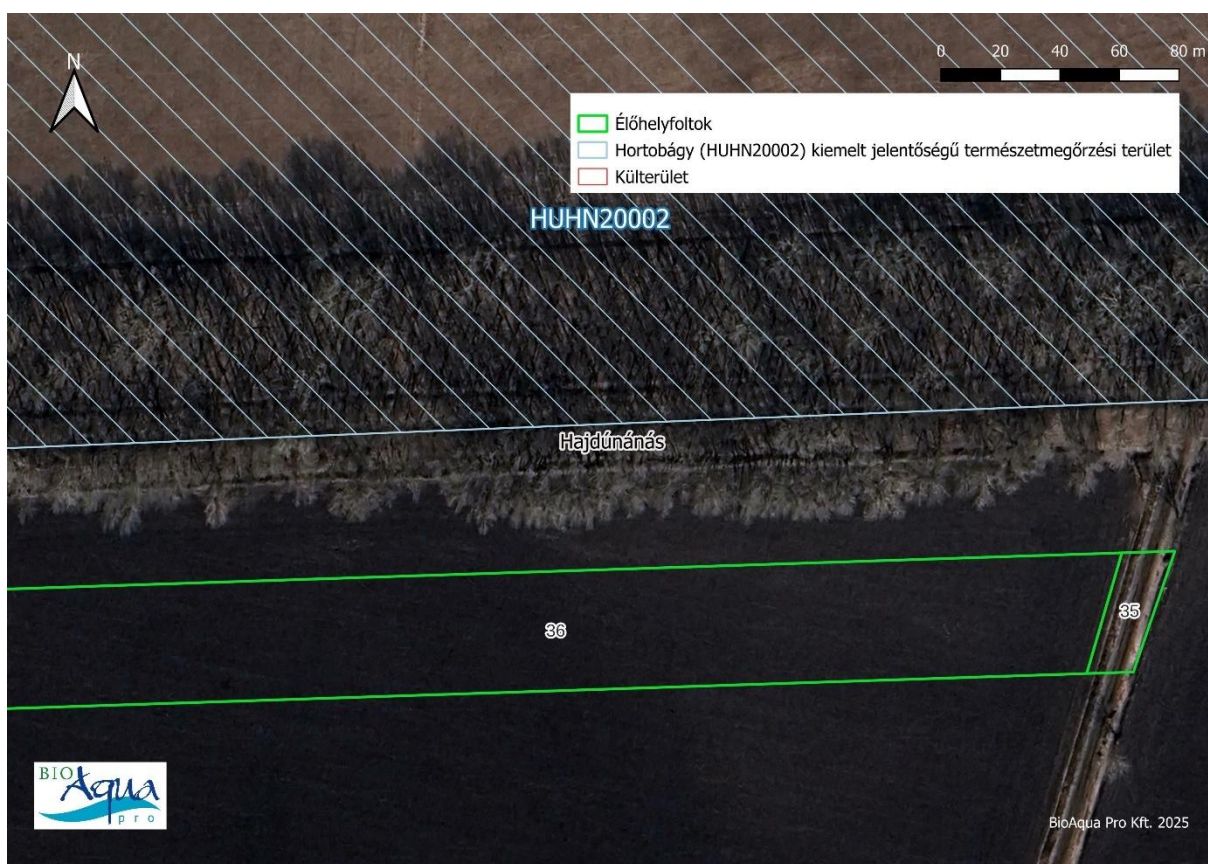 N
0 20 40 60 80 m
Élőhelyfoltok
Hortobágy (HUHN20002) kiemelt jelentőségű természetmegőrzési terület
Külterület
HUHN20002
Hajdúnánás
35
36
BIO
Aqua
pro
BioAqua Pro Kft. 2025